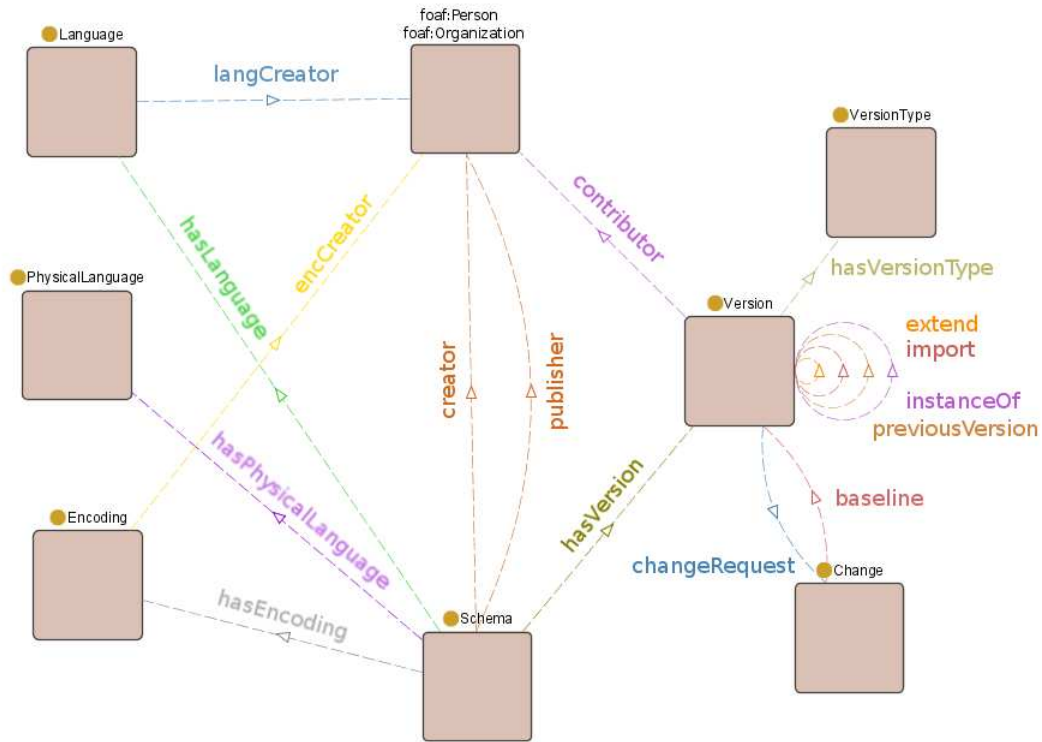 foaf:Person
foaf:Organization
Language
langCreator
VersionType
contributor
hasLanguage
encCreator
hasVersionType
PhysicalLanguage
Version
extend
import
creator
publisher
instanceOf
previousVersion
hasPhysicalLanguage
hasVersion
baseline
Encoding
changeRequest
Change
hasEncoding
Schema